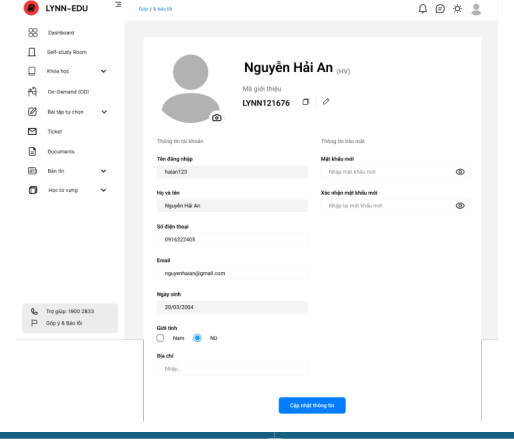 LYNN-EDU
Góp ý & báo lỗi
Dashboard
Self-study Room
Khóa học
On-Demand (OD)
Bài tập tự chọn
Ticket
Documents
Bản tin
Học từ vựng
Trợ giúp: 1900 2833
Góp ý & Báo lỗi
Nguyễn Hải An (HV)
Mã giới thiệu
LYNN121676
Thông tin tài khoản
Tên đăng nhập
haian123
Họ và tên
Nguyễn Hải An
Số điện thoại
0916322405
Email
nguyenhaian@gmail.com
Ngày sinh
20/03/2004
Giới tính
Nam Nữ
Địa chỉ
Nhập...
Thông tin bảo mật
Mật khẩu mới
Nhập mật khẩu mới
Xác nhận mật khẩu mới
Nhập lại mật khẩu mới
Cập nhật thông tin